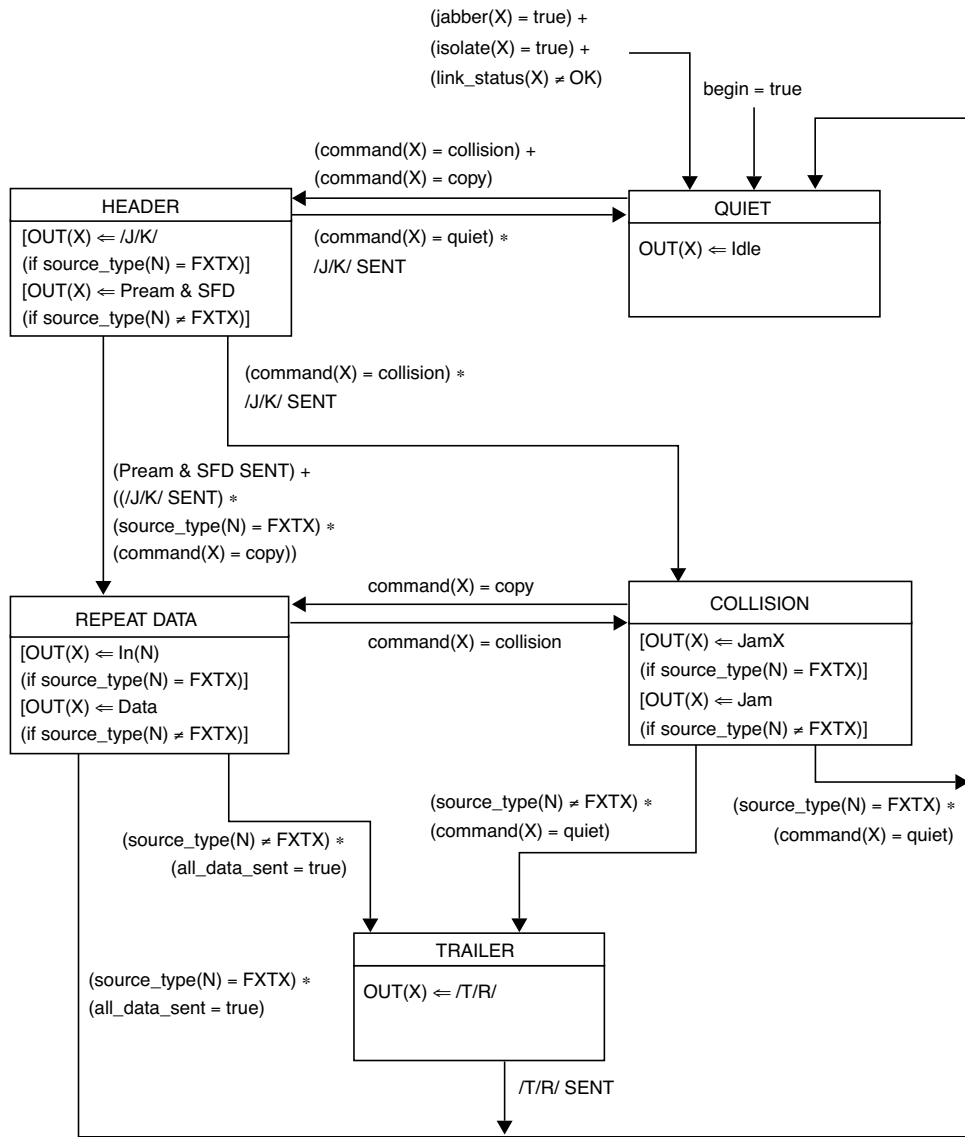 (jabber(X) = true) +
(isolate(X) = true) +
(link_status(X) ≠ OK)
begin = true
(command(X) = collision) +
(command(X) = copy)
HEADER
[OUT(X) ⇐ /J/K/
(if source_type(N) = FXTX)]
[OUT(X) ⇐ Pream & SFD
(if source_type(N) ≠ FXTX)]
(command(X) = quiet) *
/J/K/ SENT
QUIET
OUT(X) ⇐ Idle
(command(X) = collision) *
/J/K/ SENT
(Pream & SFD SENT) +
((/J/K/ SENT) *
(source_type(N) = FXTX) *
(command(X) = copy))
command(X) = copy
command(X) = collision
REPEAT DATA
[OUT(X) ⇐ In(N)
(if source_type(N) = FXTX)]
[OUT(X) ⇐ Data
(if source_type(N) ≠ FXTX)]
COLLISION
[OUT(X) ⇐ JamX
(if source_type(N) = FXTX)]
[OUT(X) ⇐ Jam
(if source_type(N) ≠ FXTX)]
(source_type(N) ≠ FXTX) *
(all_data_sent = true)
(source_type(N) ≠ FXTX) *
(command(X) = quiet)
(source_type(N) = FXTX) *
(command(X) = quiet)
TRAILER
OUT(X) ⇐ /T/R/
(source_type(N) = FXTX) *
(all_data_sent = true)
/T/R/ SENT